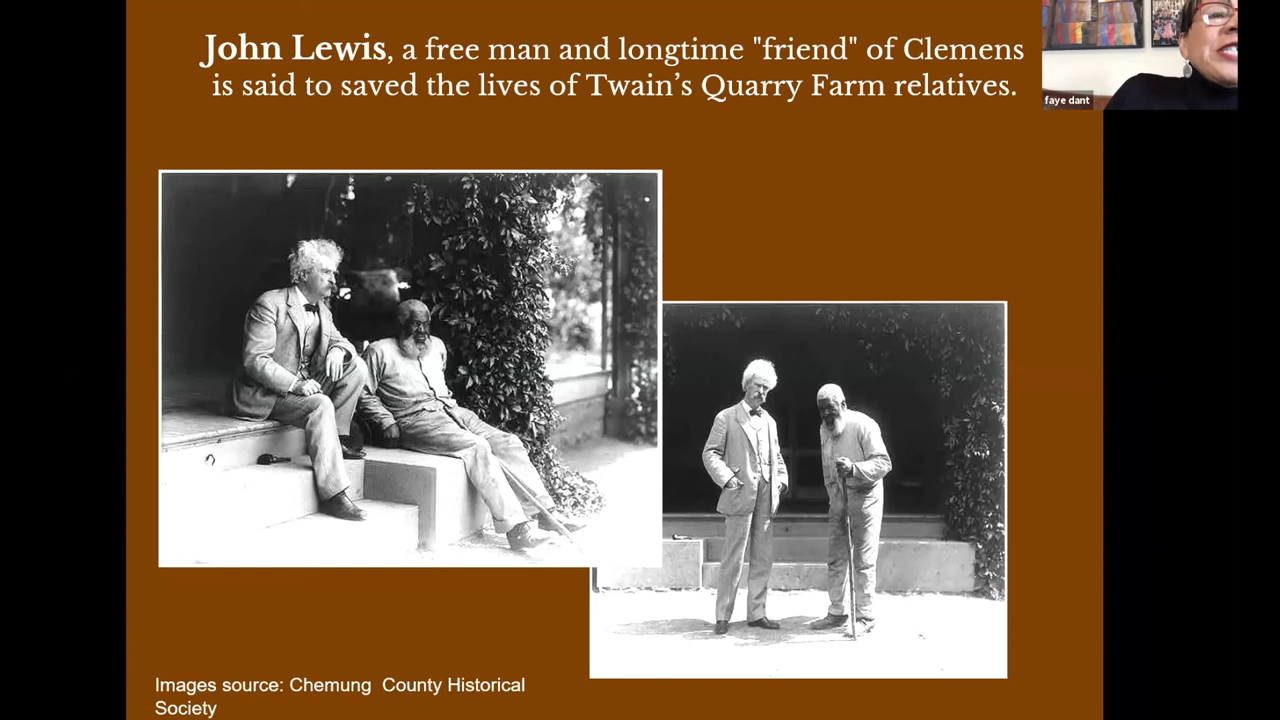 John Lewis, a free man and longtime "friend" of Clemens
is said to saved the lives of Twain’s Quarry Farm relatives.
faye dant
Images source: Chemung  County Historical
Society